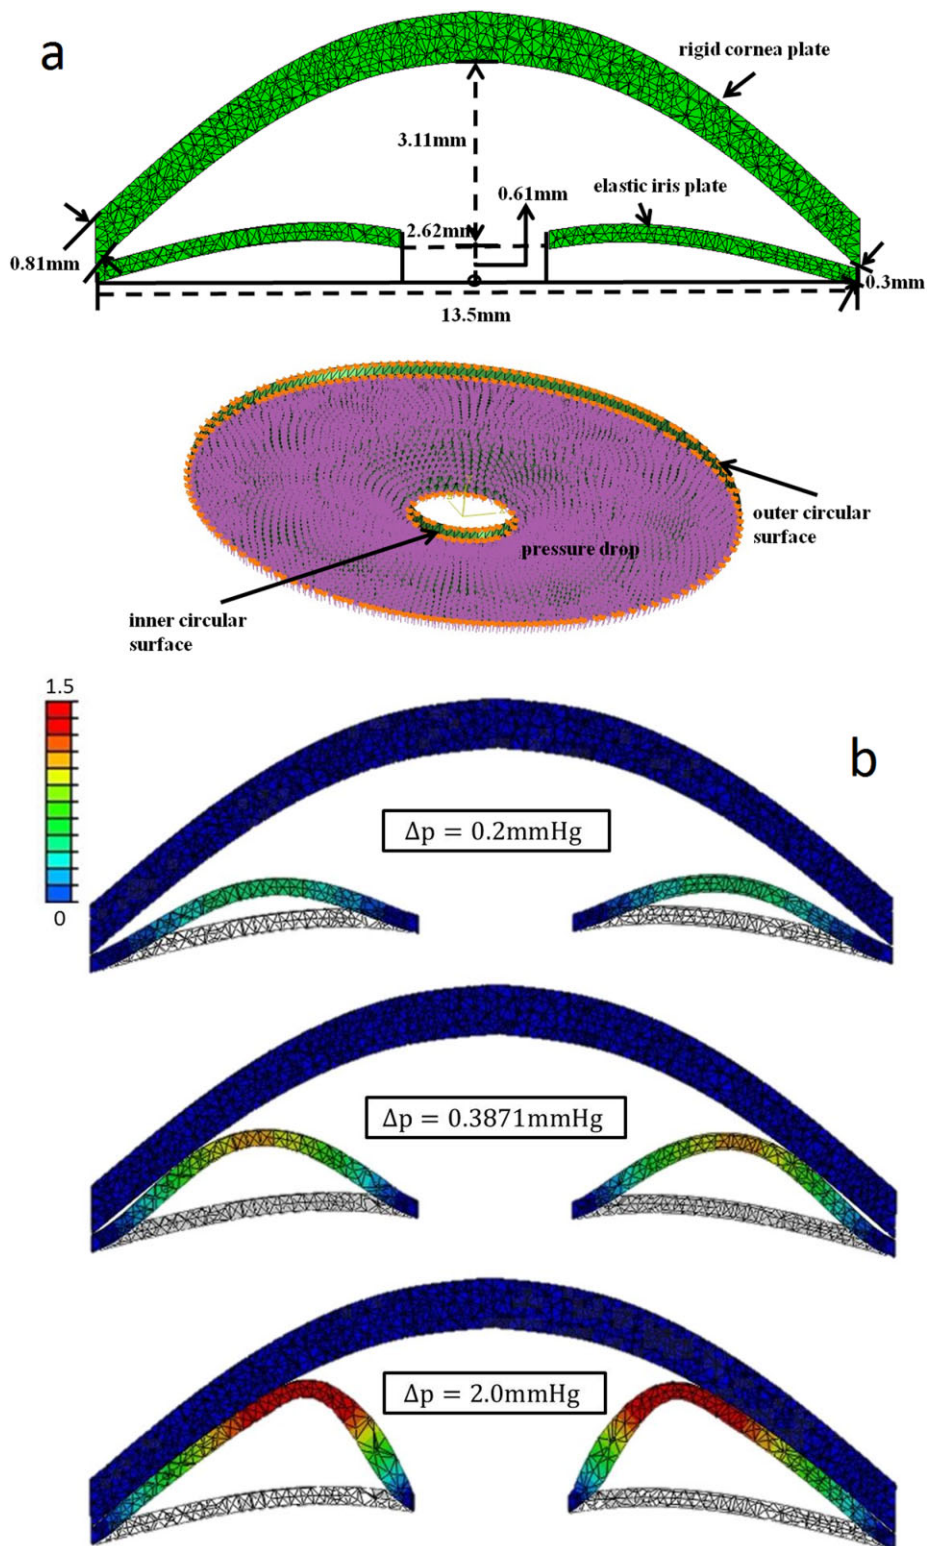 a
rigid cornea plate
3.11mm
elastic iris plate
0.61mm
2.62mm
0.81mm
0.3mm
13.5mm
outer circular
surface
pressure drop
inner circular
surface
1.5
b
Δp = 0.2mmHg
0
Δp = 0.3871mmHg
Δp = 2.0mmHg